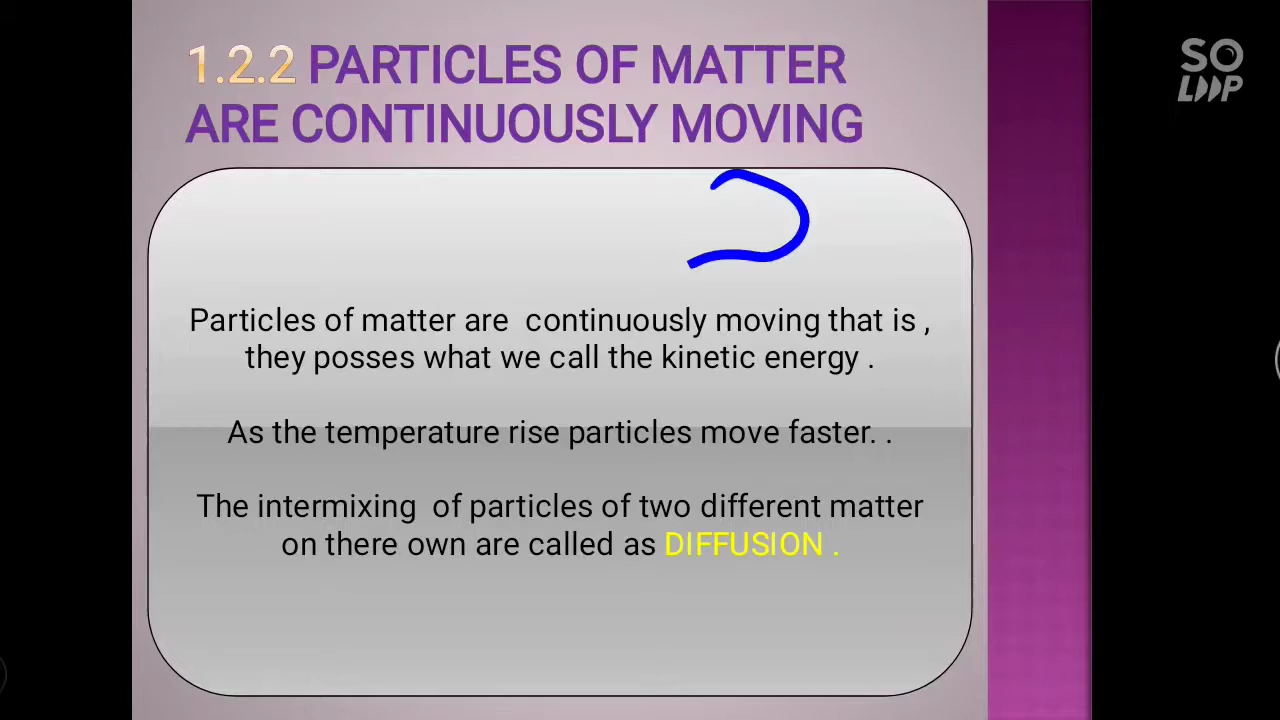 1.2.2 PARTICLES OF MATTER
ARE CONTINUOUSLY MOVING
SO
LOOP
Particles of matter are  continuously moving that is ,
they posses what we call the kinetic energy .
As the temperature rise particles move faster. .
The intermixing  of particles of two different matter
on there own are called as DIFFUSION .